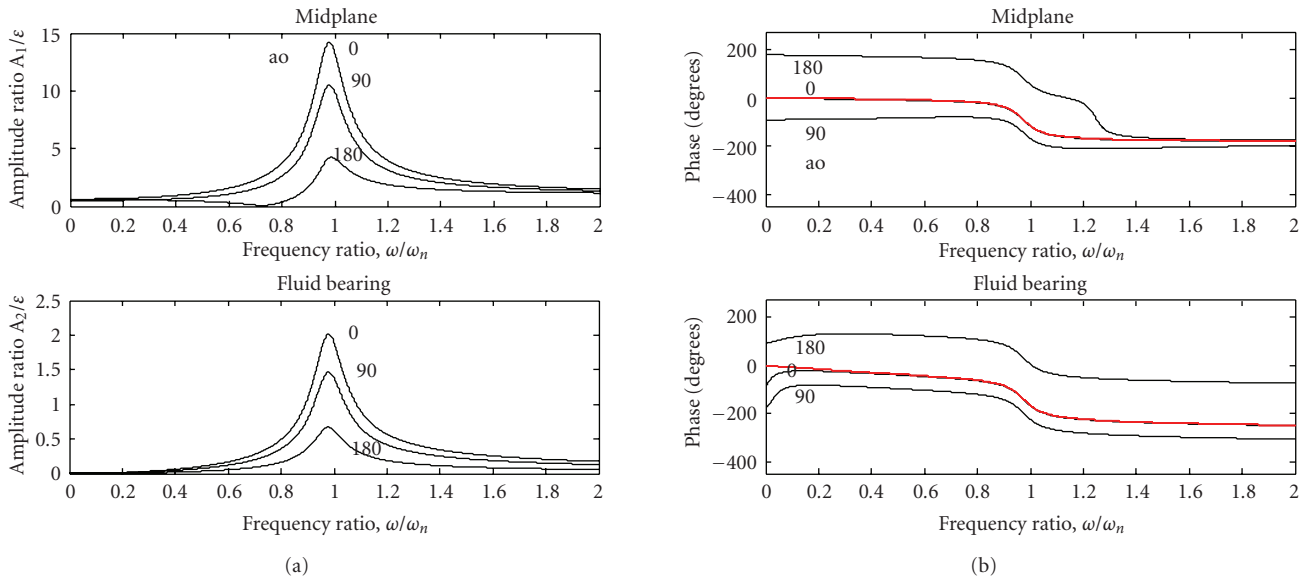 Midplane
Amplitude ratio A₁/ε
15
10
5
0
ao
0
90
180
0 0.2 0.4 0.6 0.8 1 1.2 1.4 1.6 1.8 2
Frequency ratio, ω/ωₙ
Fluid bearing
Amplitude ratio A₂/ε
2.5
2
1.5
1
0.5
0
0
90
180
0 0.2 0.4 0.6 0.8 1 1.2 1.4 1.6 1.8 2
Frequency ratio, ω/ωₙ
(a)
Midplane
Phase (degrees)
200
0
−200
−400
180
0
90
ao
0 0.2 0.4 0.6 0.8 1 1.2 1.4 1.6 1.8 2
Frequency ratio, ω/ωₙ
Fluid bearing
Phase (degrees)
200
0
−200
−400
180
0
90
0 0.2 0.4 0.6 0.8 1 1.2 1.4 1.6 1.8 2
Frequency ratio, ω/ωₙ
(b)